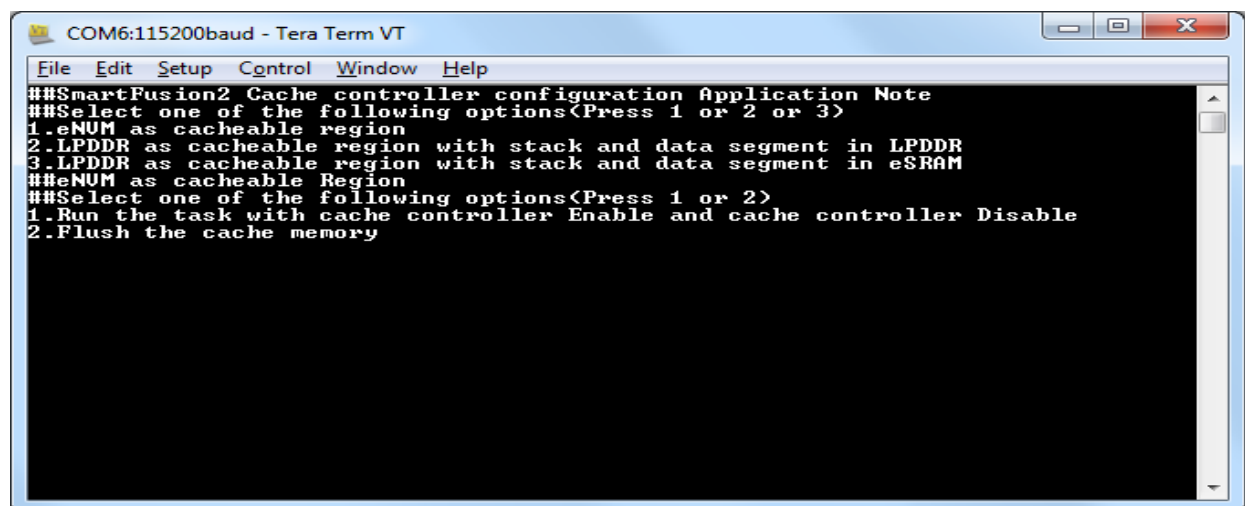 COM6:115200baud - Tera Term VT
File Edit Setup Control Window Help
##SmartFusion2 Cache controller configuration Application Note
##Select one of the following options(Press 1 or 2 or 3)
1.eNVM as cacheable region
2.LPDDR as cacheable region with stack and data segment in LPDDR
3.LPDDR as cacheable region with stack and data segment in eSRAM
##eNVM as cacheable Region
##Select one of the following options(Press 1 or 2)
1.Run the task with cache controller Enable and cache controller Disable
2.Flush the cache memory